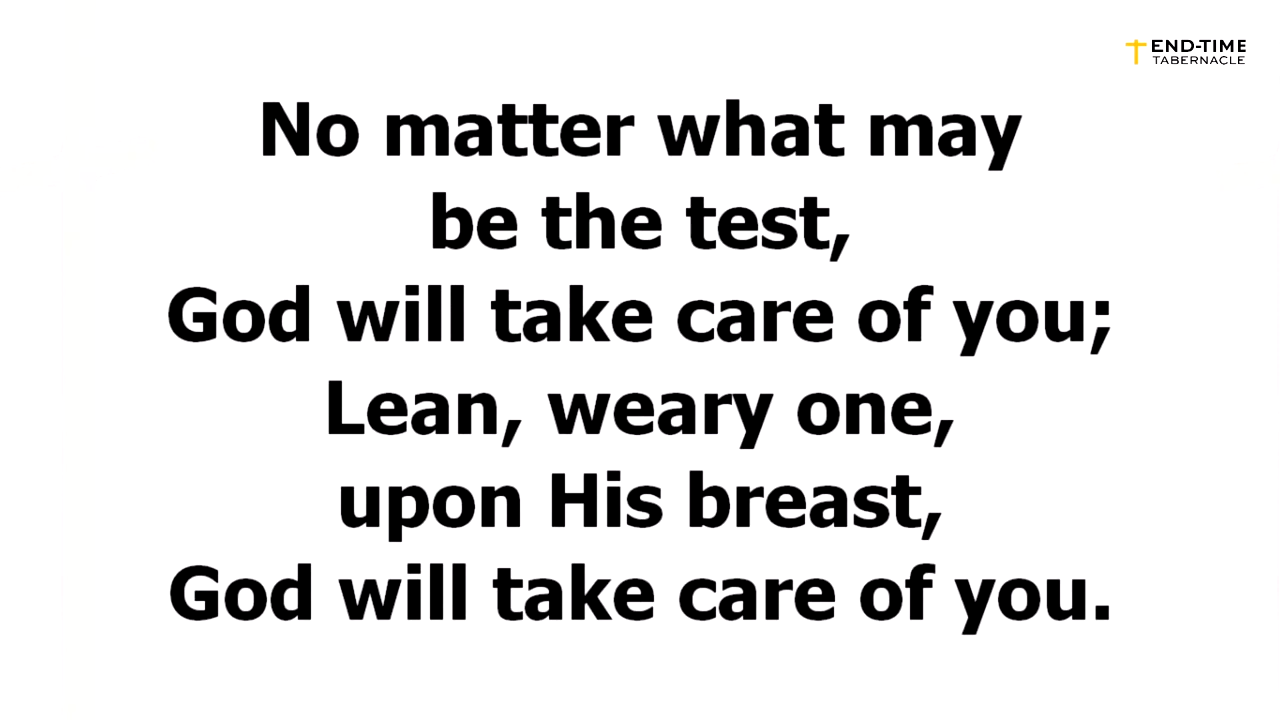 END-TIME
TABERNACLE
No matter what may
be the test,
God will take care of you;
Lean, weary one,
upon His breast,
God will take care of you.